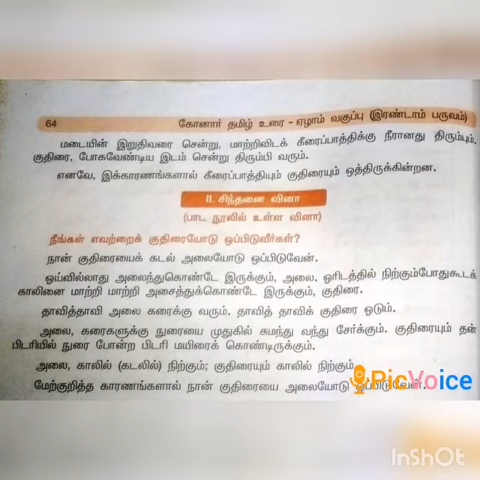 64 கோனார் தமிழ் உரை - ஏழாம் வகுப்பு (இரண்டாம் பருவம்)
மடையின் இறுதிவரை சென்று, மாற்றிவிடக் கீரைப்பாத்திக்கு நீரானது திரும்பும்.
குதிரை, போகவேண்டிய இடம் சென்று திரும்பி வரும்.
எனவே, இக்காரணங்களால் கீரைப்பாத்தியும் குதிரையும் ஒத்திருக்கின்றன.
II. சிந்தனை வினா
(பாட நூலில் உள்ள வினா)
நீங்கள் எவற்றைக் குதிரையோடு ஒப்பிடுவீர்கள்?
நான் குதிரையைக் கடல் அலையோடு ஒப்பிடுவேன்.
ஓய்வில்லாது அலைந்துகொண்டே இருக்கும், அலை. ஓரிடத்தில் நிற்கும்போதுகூடக்
காலினை மாற்றி மாற்றி அசைத்துக்கொண்டே இருக்கும், குதிரை.
தாவித்தாவி அலை கரைக்கு வரும். தாவித் தாவிக் குதிரை ஓடும்.
அலை, கரைகளுக்கு நுரையை முதுகில் சுமந்து வந்து சேர்க்கும். குதிரையும் தன்
பிடரியில் நுரை போன்ற பிடரி மயிரைக் கொண்டிருக்கும்.
அலை, காலில் (கடலில்) நிற்கும்; குதிரையும் காலில் நிற்கும்.
மேற்குறித்த காரணங்களால் நான் குதிரையை அலையோடு ஒப்பிடுவேன்.
PicVoice
InShOt